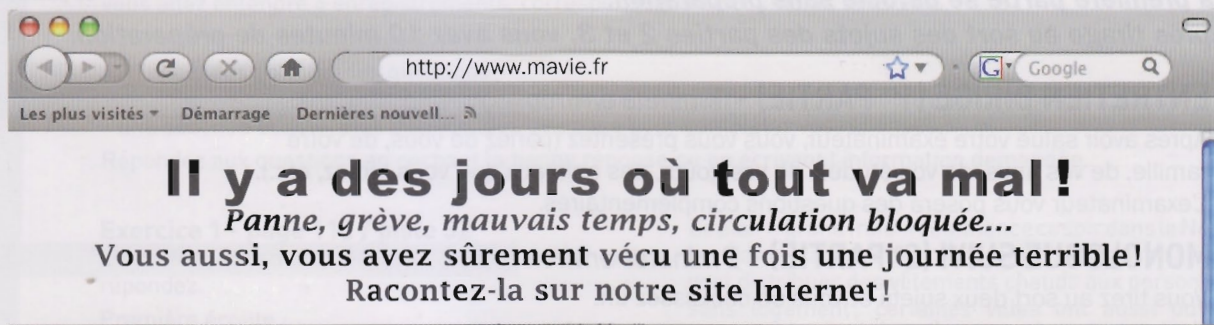 http://www.mavie.fr
G Google
Les plus visités Démarrage Dernières nouvell...
Il y a des jours où tout va mal !
Panne, grève, mauvais temps, circulation bloquée...
Vous aussi, vous avez sûrement vécu une fois une journée terrible !
Racontez-la sur notre site Internet !